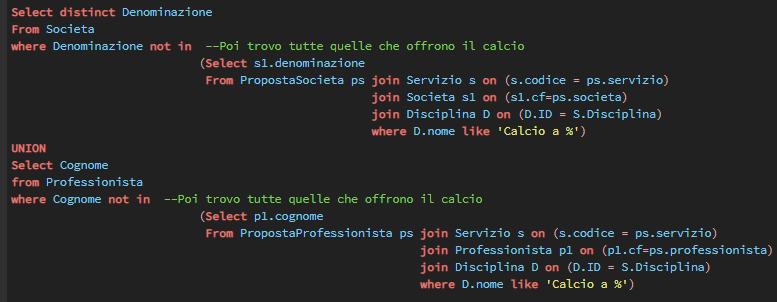 Select distinct Denominazione
From Societa
where Denominazione not in --Poi trovo tutte quelle che offrono il calcio
(Select s1.denominazione
From PropostaSocieta ps join Servizio s on (s.codice = ps.servizio)
join Societa s1 on (s1.cf=ps.societa)
join Disciplina D on (D.ID = S.Disciplina)
where D.nome like 'Calcio a %')
UNION
Select Cognome
from Professionista
where Cognome not in --Poi trovo tutte quelle che offrono il calcio
(Select p1.cognome
From PropostaProfessionista ps join Servizio s on (s.codice = ps.servizio)
join Professionista p1 on (p1.cf=ps.professionista)
join Disciplina D on (D.ID = S.Disciplina)
where D.nome like 'Calcio a %')